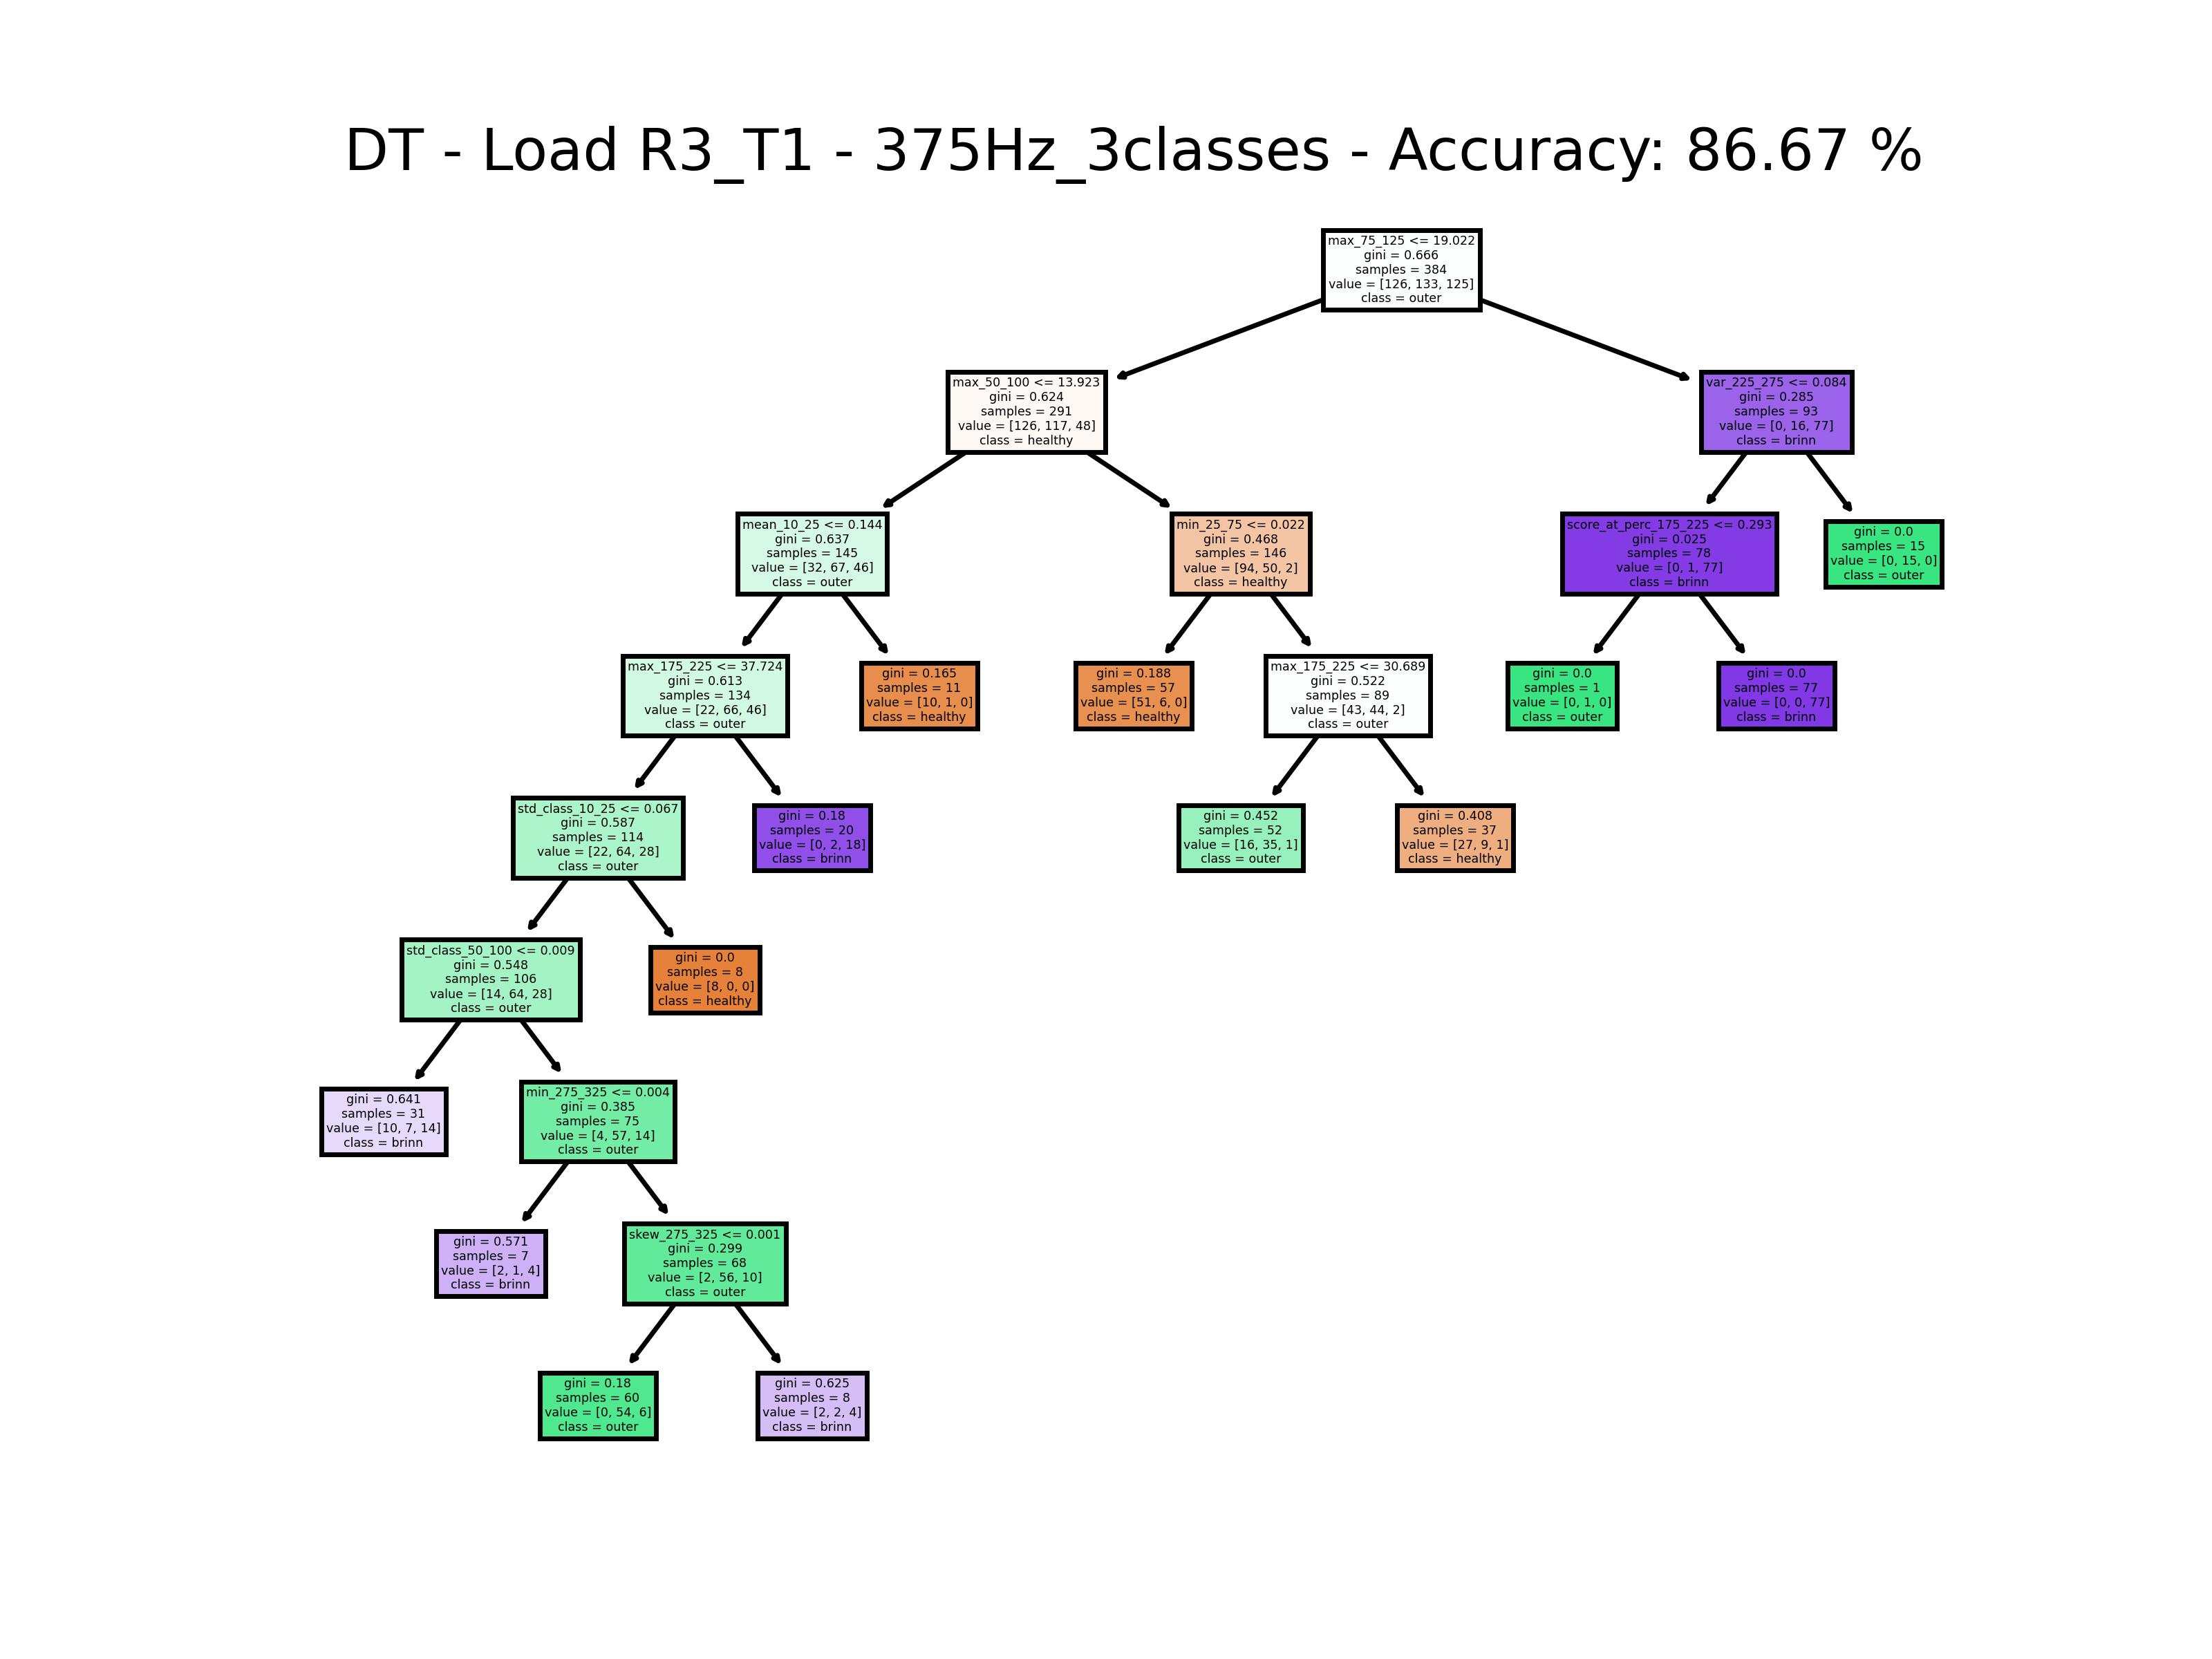 DT - Load R3_T1 - 375Hz_3classes - Accuracy: 86.67 %
max_75_125 <= 19.022
gini = 0.666
samples = 384
value = [126, 133, 125]
class = outer
max_50_100 <= 13.923
gini = 0.624
samples = 291
value = [126, 117, 48]
class = healthy
var_225_275 <= 0.084
gini = 0.285
samples = 93
value = [0, 16, 77]
class = brinn
mean_10_25 <= 0.144
gini = 0.637
samples = 145
value = [32, 67, 46]
class = outer
min_25_75 <= 0.022
gini = 0.468
samples = 146
value = [94, 50, 2]
class = healthy
score_at_perc_175_225 <= 0.293
gini = 0.025
samples = 78
value = [0, 1, 77]
class = brinn
gini = 0.0
samples = 15
value = [0, 15, 0]
class = outer
max_175_225 <= 37.724
gini = 0.613
samples = 134
value = [22, 66, 46]
class = outer
gini = 0.165
samples = 11
value = [10, 1, 0]
class = healthy
gini = 0.188
samples = 57
value = [51, 6, 0]
class = healthy
max_175_225 <= 30.689
gini = 0.522
samples = 89
value = [43, 44, 2]
class = outer
gini = 0.0
samples = 1
value = [0, 1, 0]
class = outer
gini = 0.0
samples = 77
value = [0, 0, 77]
class = brinn
std_class_10_25 <= 0.067
gini = 0.587
samples = 114
value = [22, 64, 28]
class = outer
gini = 0.18
samples = 20
value = [0, 2, 18]
class = brinn
gini = 0.452
samples = 52
value = [16, 35, 1]
class = outer
gini = 0.408
samples = 37
value = [27, 9, 1]
class = healthy
std_class_50_100 <= 0.009
gini = 0.548
samples = 106
value = [14, 64, 28]
class = outer
gini = 0.0
samples = 8
value = [8, 0, 0]
class = healthy
gini = 0.641
samples = 31
value = [10, 7, 14]
class = brinn
min_275_325 <= 0.004
gini = 0.385
samples = 75
value = [4, 57, 14]
class = outer
gini = 0.571
samples = 7
value = [2, 1, 4]
class = brinn
skew_275_325 <= 0.001
gini = 0.299
samples = 68
value = [2, 56, 10]
class = outer
gini = 0.18
samples = 60
value = [0, 54, 6]
class = outer
gini = 0.625
samples = 8
value = [2, 2, 4]
class = brinn